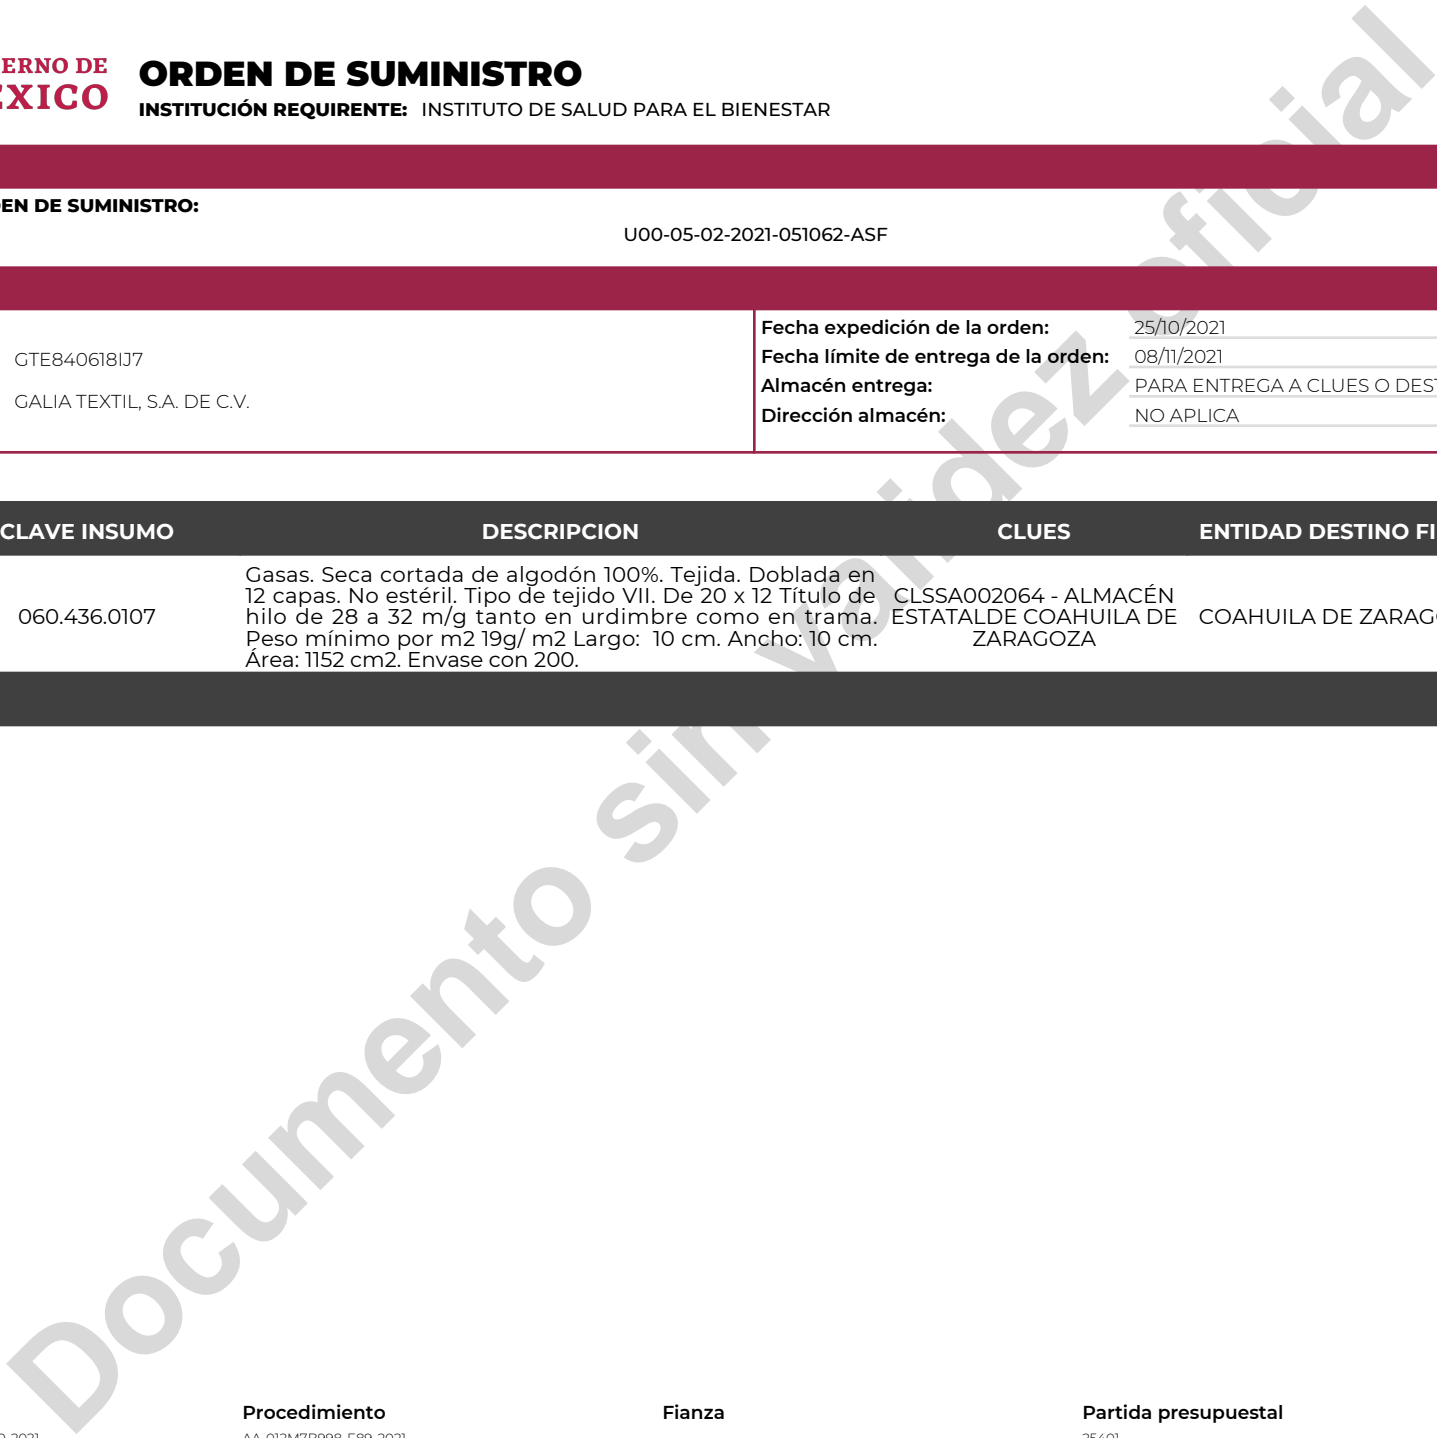 ERNO DE
EXICO
ORDEN DE SUMINISTRO
INSTITUCIÓN REQUIRENTE: INSTITUTO DE SALUD PARA EL BIENESTAR
EN DE SUMINISTRO:
U00-05-02-2021-051062-ASF
GTE840618IJ7
GALIA TEXTIL, S.A. DE C.V.
Fecha expedición de la orden: 25/10/2021
Fecha límite de entrega de la orden: 08/11/2021
Almacén entrega: PARA ENTREGA A CLUES O DEST
Dirección almacén: NO APLICA
CLAVE INSUMO DESCRIPCION CLUES ENTIDAD DESTINO FI
060.436.0107
Gasas. Seca cortada de algodón 100%. Tejida. Doblada en
12 capas. No estéril. Tipo de tejido VII. De 20 x 12 Título de
hilo de 28 a 32 m/g tanto en urdimbre como en trama.
Peso mínimo por m2 19g/ m2 Largo: 10 cm. Ancho: 10 cm.
Área: 1152 cm2. Envase con 200.
CLSSA002064 - ALMACÉN
ESTATALDE COAHUILA DE
ZARAGOZA
COAHUILA DE ZARAG
Documento sin validez oficial
Procedimiento Fianza Partida presupuestal